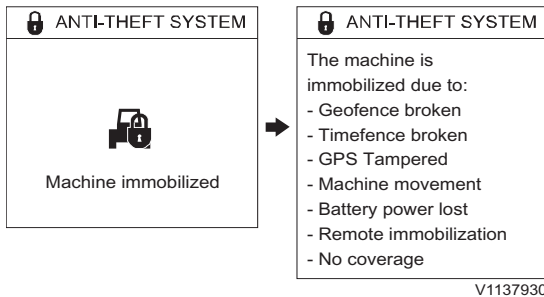 ANTI-THEFT SYSTEM
Machine immobilized
ANTI-THEFT SYSTEM
The machine is
immobilized due to:
- Geofence broken
- Timefence broken
- GPS Tampered
- Machine movement
- Battery power lost
- Remote immobilization
- No coverage
V1137930